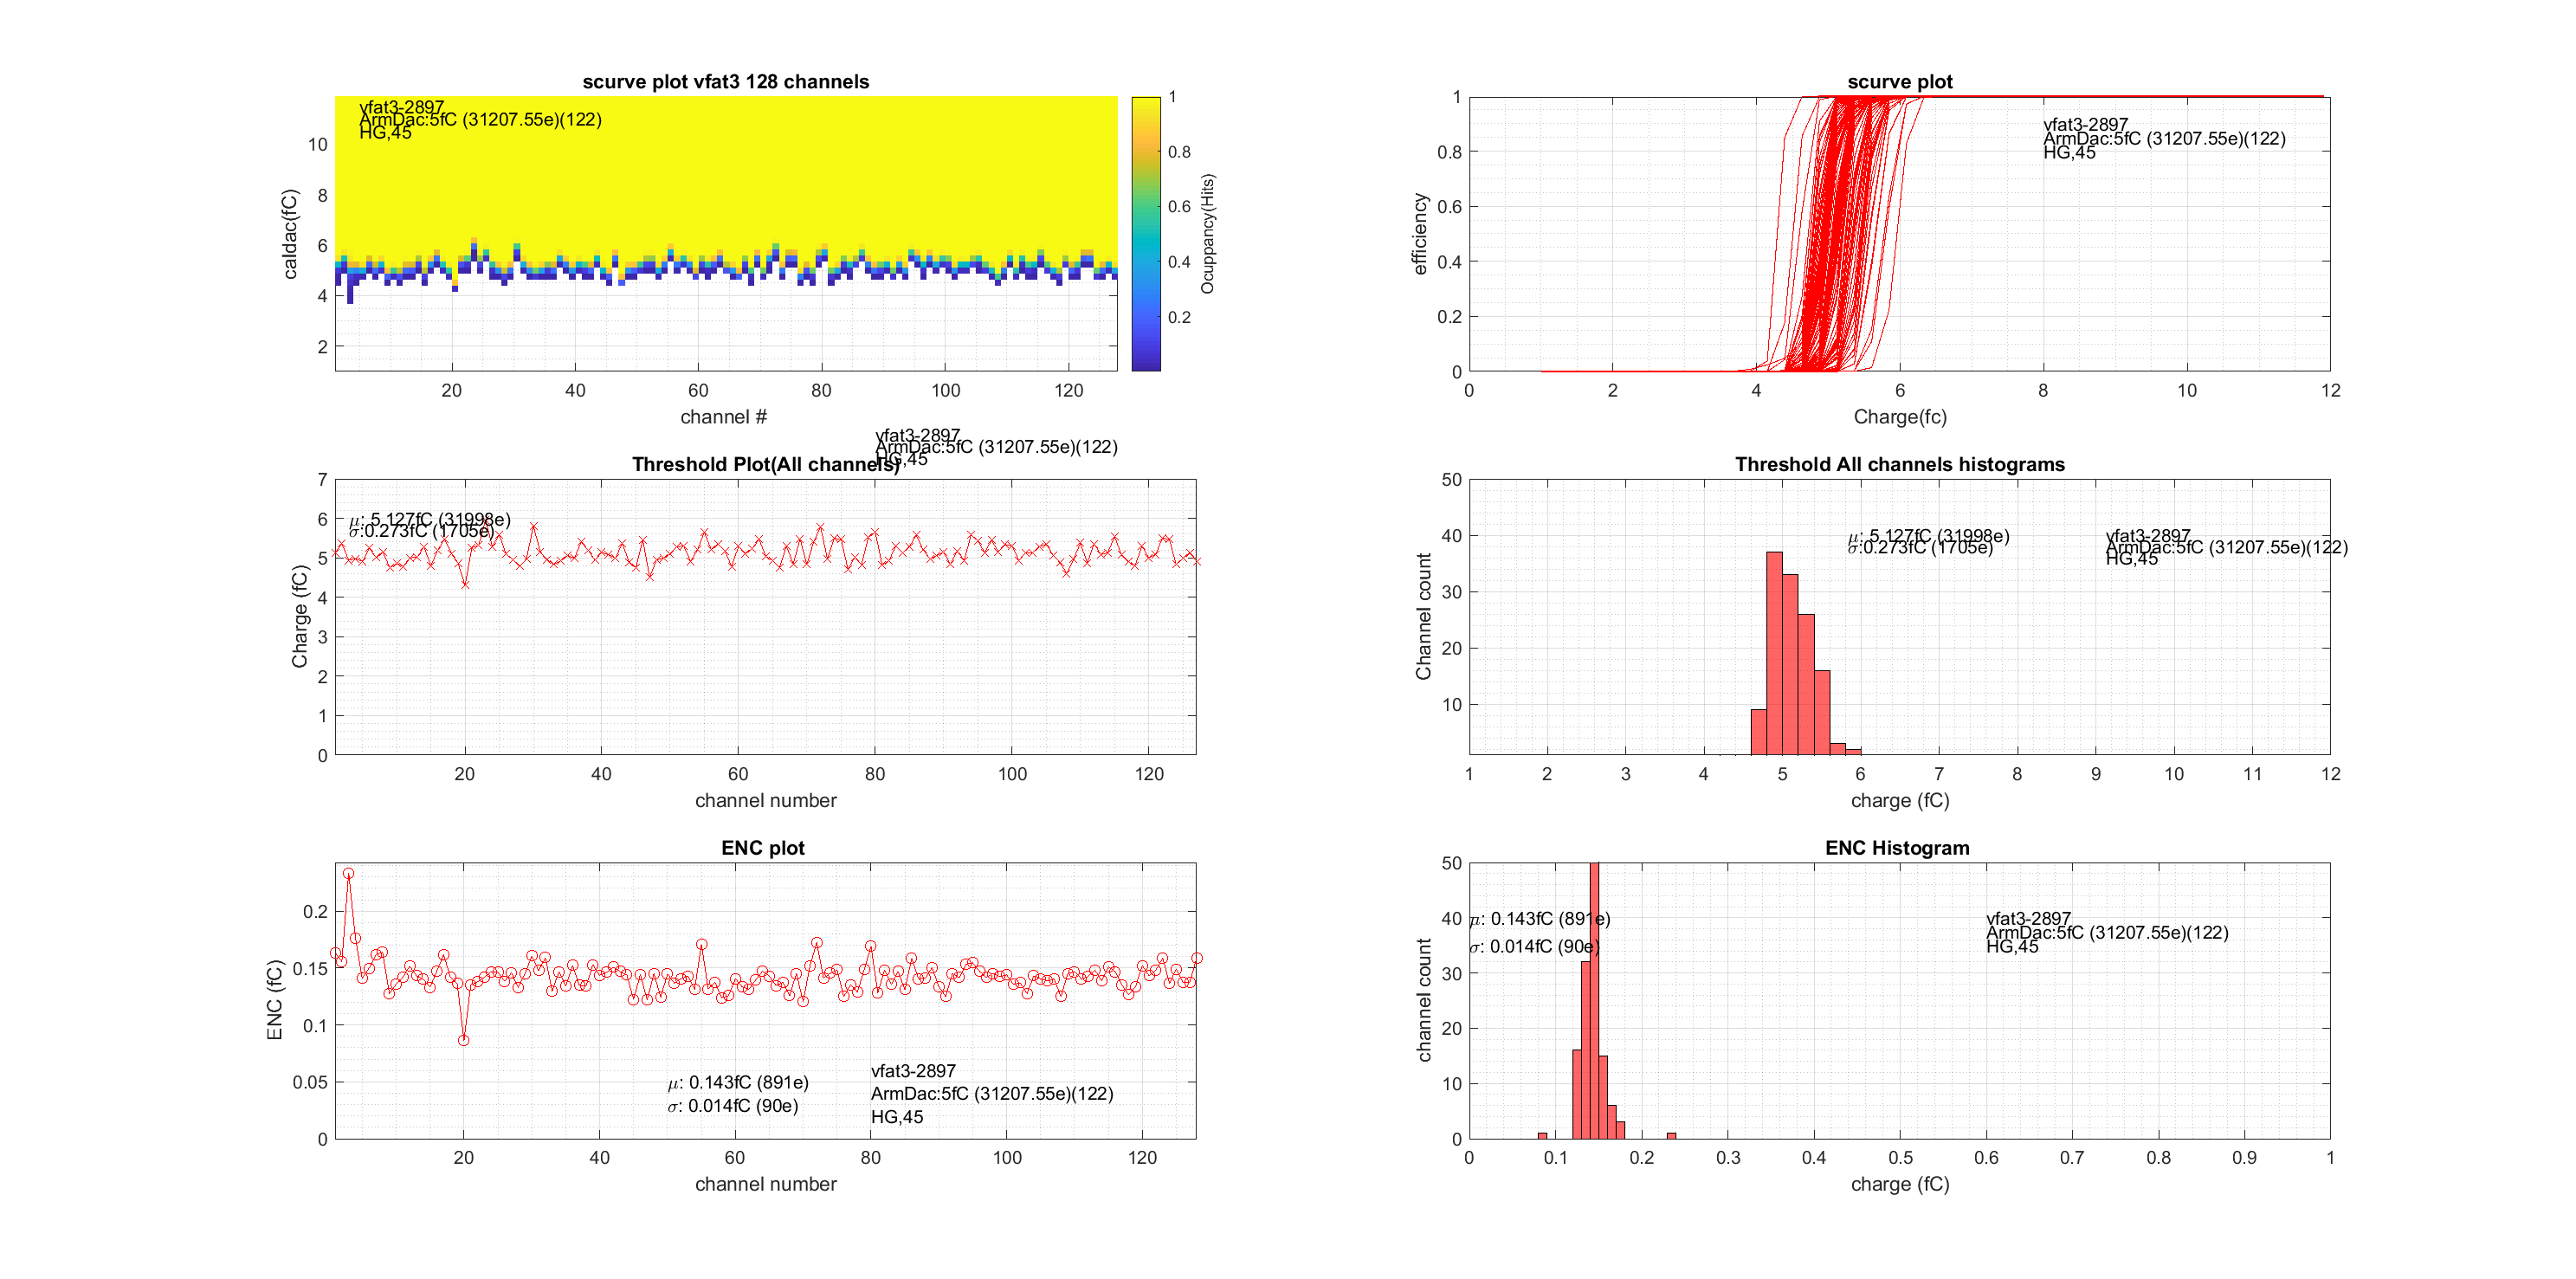 scurve plot vfat3 128 channels
vfat3-2897
ArmDac:5fC (31207.55e)(122)
HG,45
caldac(fC)
10
8
6
4
2
20 40 60 80 100 120
channel #
1
0.8
0.6
0.4
0.2
Ocuppancy(Hits)
scurve plot
vfat3-2897
ArmDac:5fC (31207.55e)(122)
HG,45
efficiency
1
0.8
0.6
0.4
0.2
0
0 2 4 6 8 10 12
Charge(fc)
vfat3-2897
ArmDac:5fC (31207.55e)(122)
HG,45
Threshold Plot(All channels)
μ: 5.127fC (31998e)
σ:0.273fC (1705e)
Charge (fC)
7
6
5
4
3
2
1
0
20 40 60 80 100 120
channel number
Threshold All channels histograms
μ: 5.127fC (31998e)
σ:0.273fC (1705e)
vfat3-2897
ArmDac:5fC (31207.55e)(122)
HG,45
Channel count
50
40
30
20
10
1 2 3 4 5 6 7 8 9 10 11 12
charge (fC)
ENC plot
ENC (fC)
0.2
0.15
0.1
0.05
0
μ: 0.143fC (891e)
σ: 0.014fC (90e)
vfat3-2897
ArmDac:5fC (31207.55e)(122)
HG,45
20 40 60 80 100 120
channel number
ENC Histogram
μ: 0.143fC (891e)
σ: 0.014fC (90e)
vfat3-2897
ArmDac:5fC (31207.55e)(122)
HG,45
channel count
50
40
30
20
10
0
0 0.1 0.2 0.3 0.4 0.5 0.6 0.7 0.8 0.9 1
charge (fC)